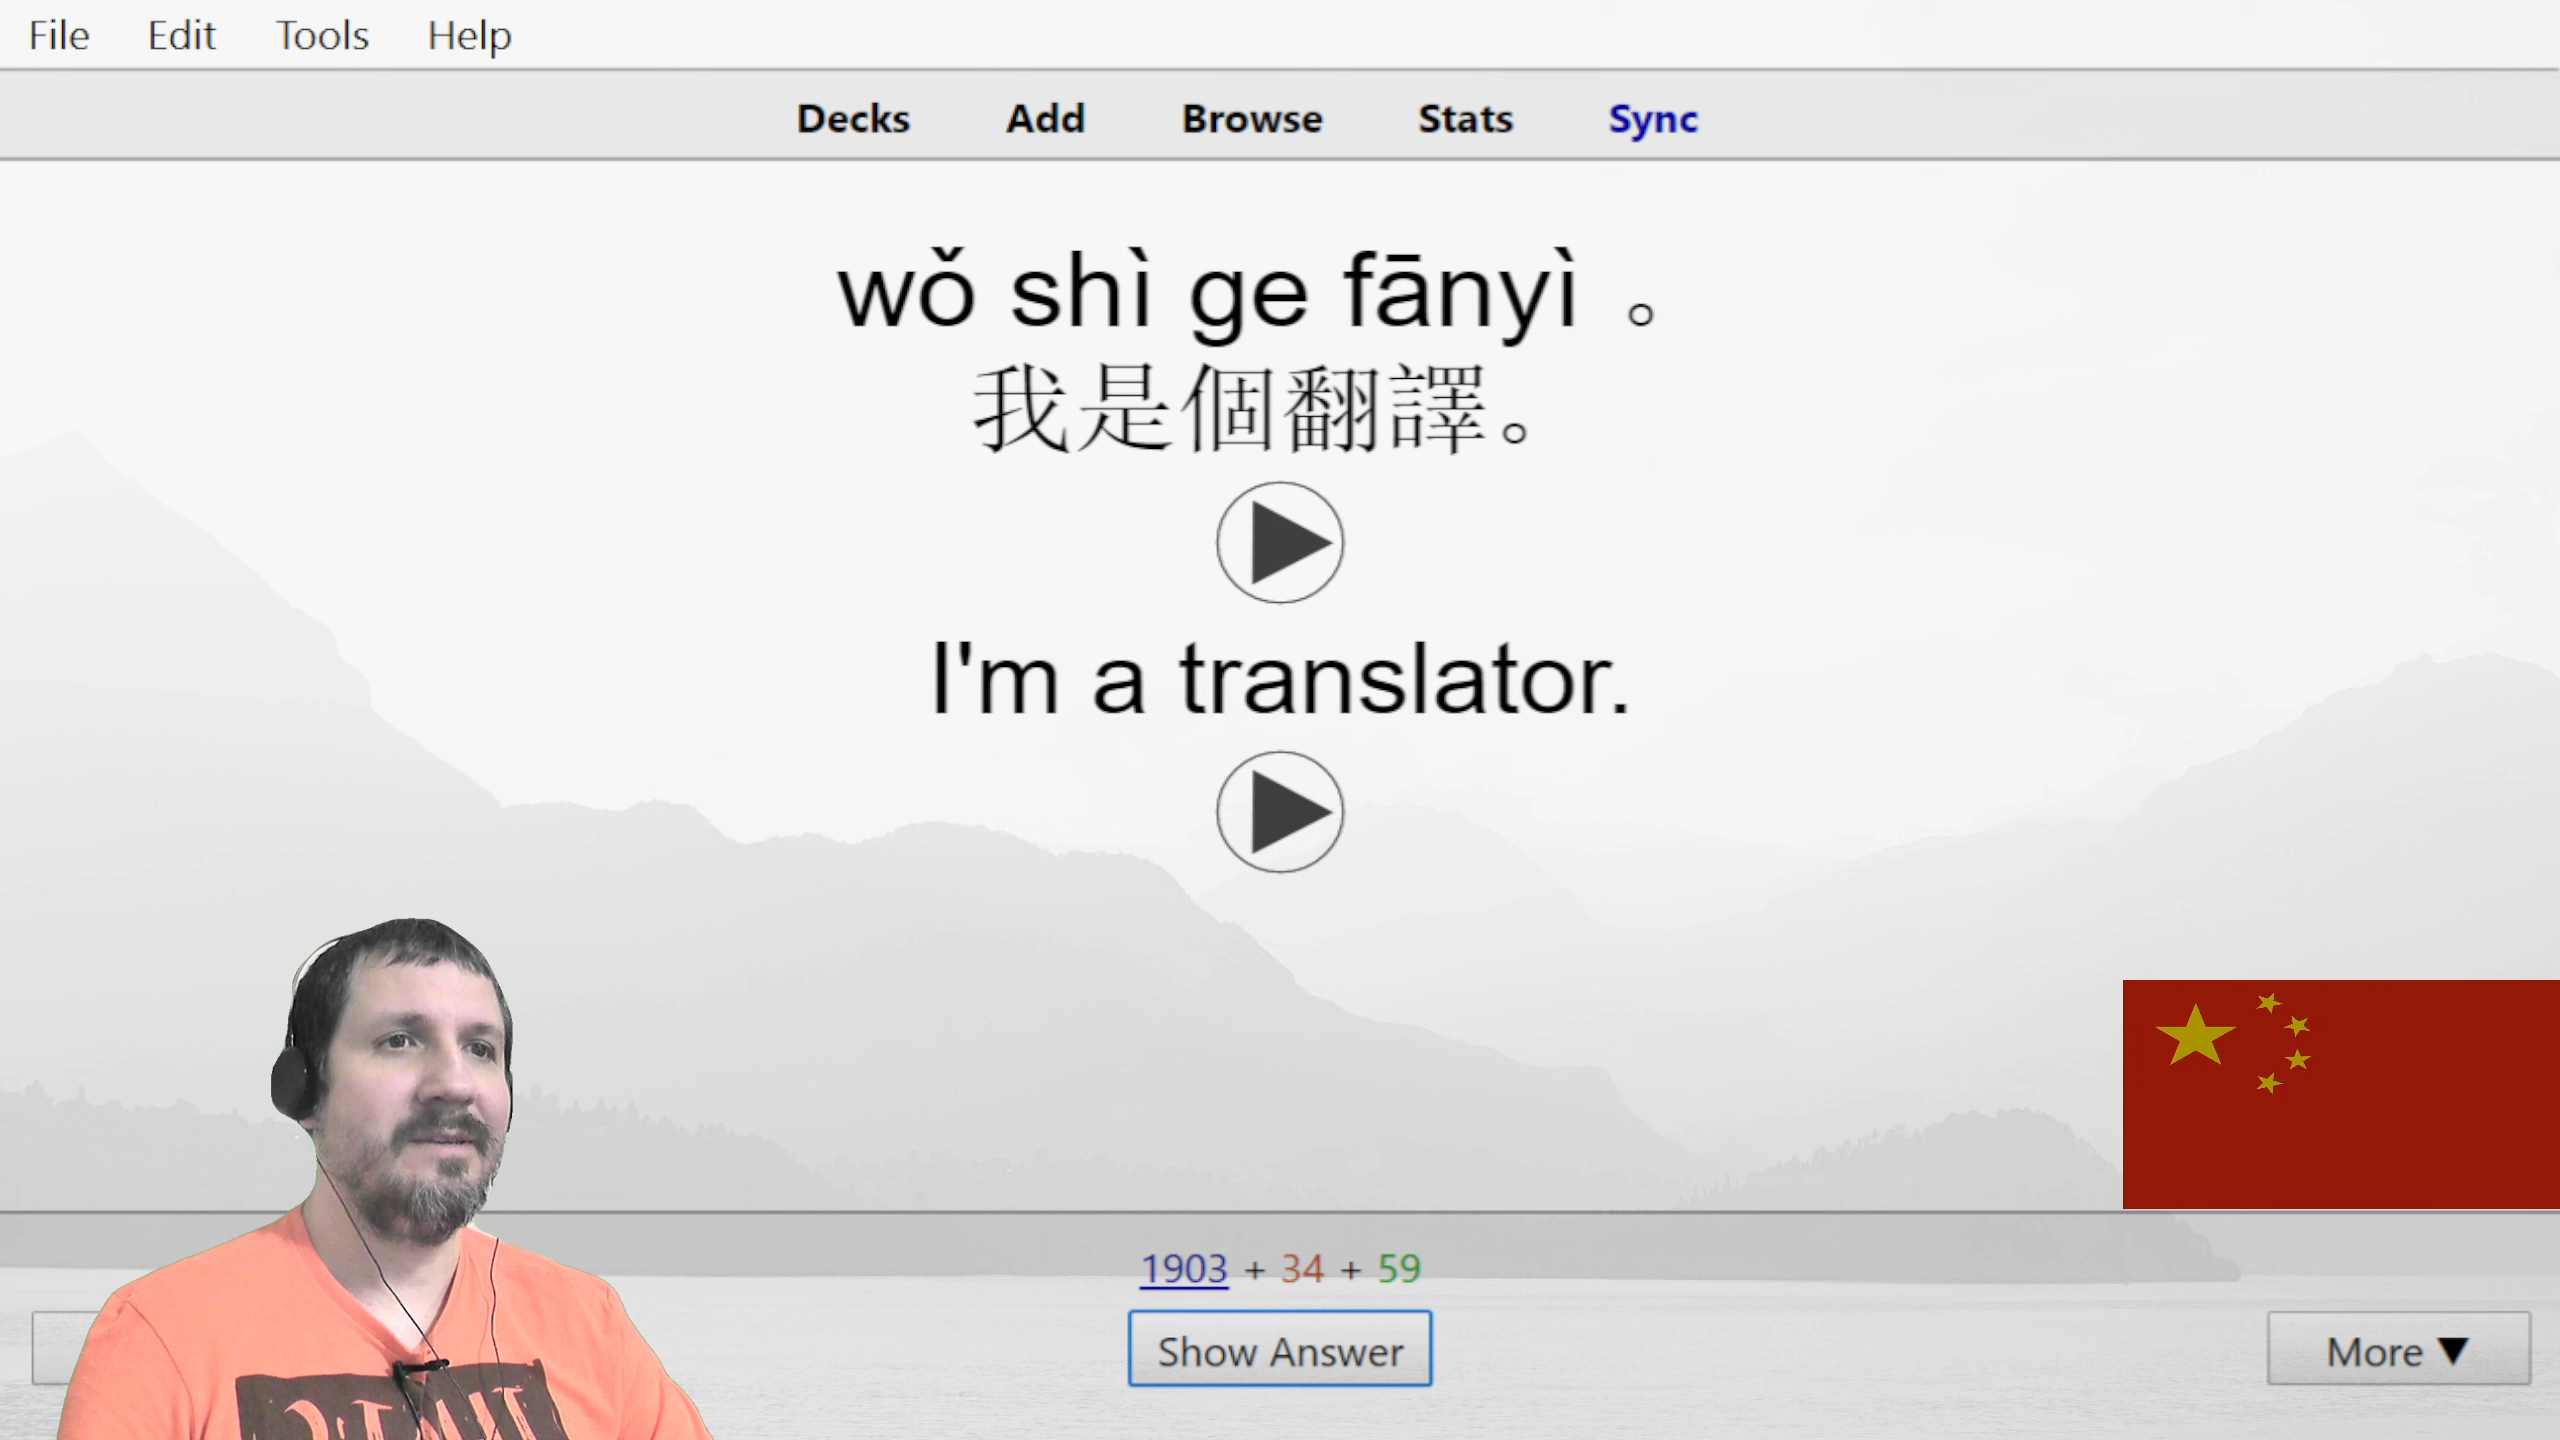 File Edit Tools Help
Decks Add Browse Stats Sync
wǒ shì ge fānyì 。
我是個翻譯。
I'm a translator.
1903 + 34 + 59
Show Answer
More ▼